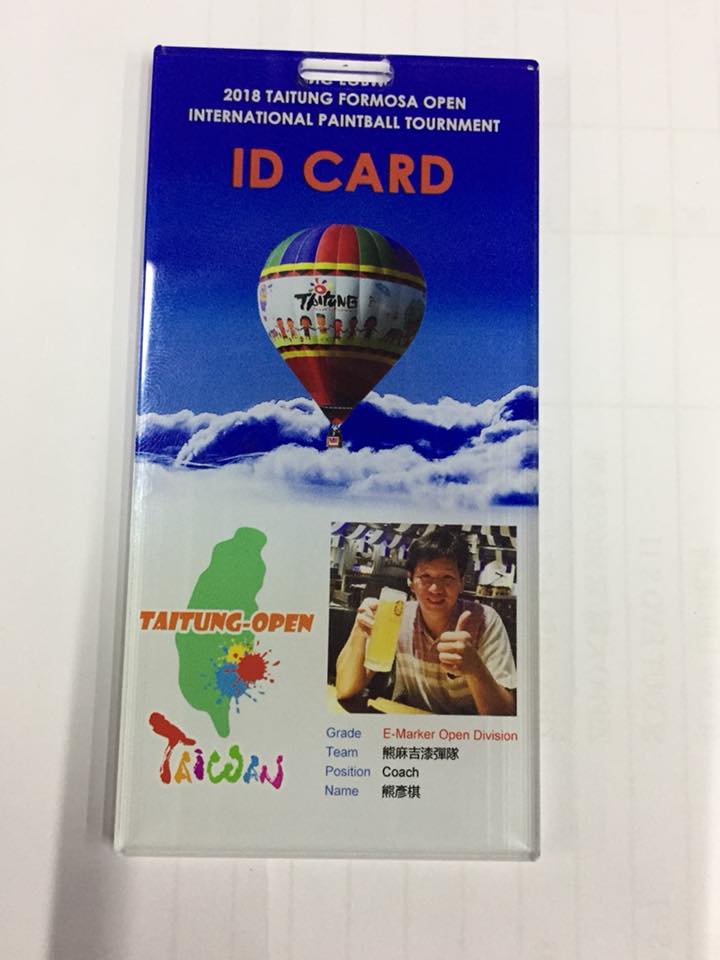 2018 TAITUNG FORMOSA OPEN
INTERNATIONAL PAINTBALL TOURNMENT
ID CARD
TAITUNG
TAITUNG-OPEN
TAIWAN
Grade E-Marker Open Division
Team 熊麻吉漆彈隊
Position Coach
Name 熊彥棋